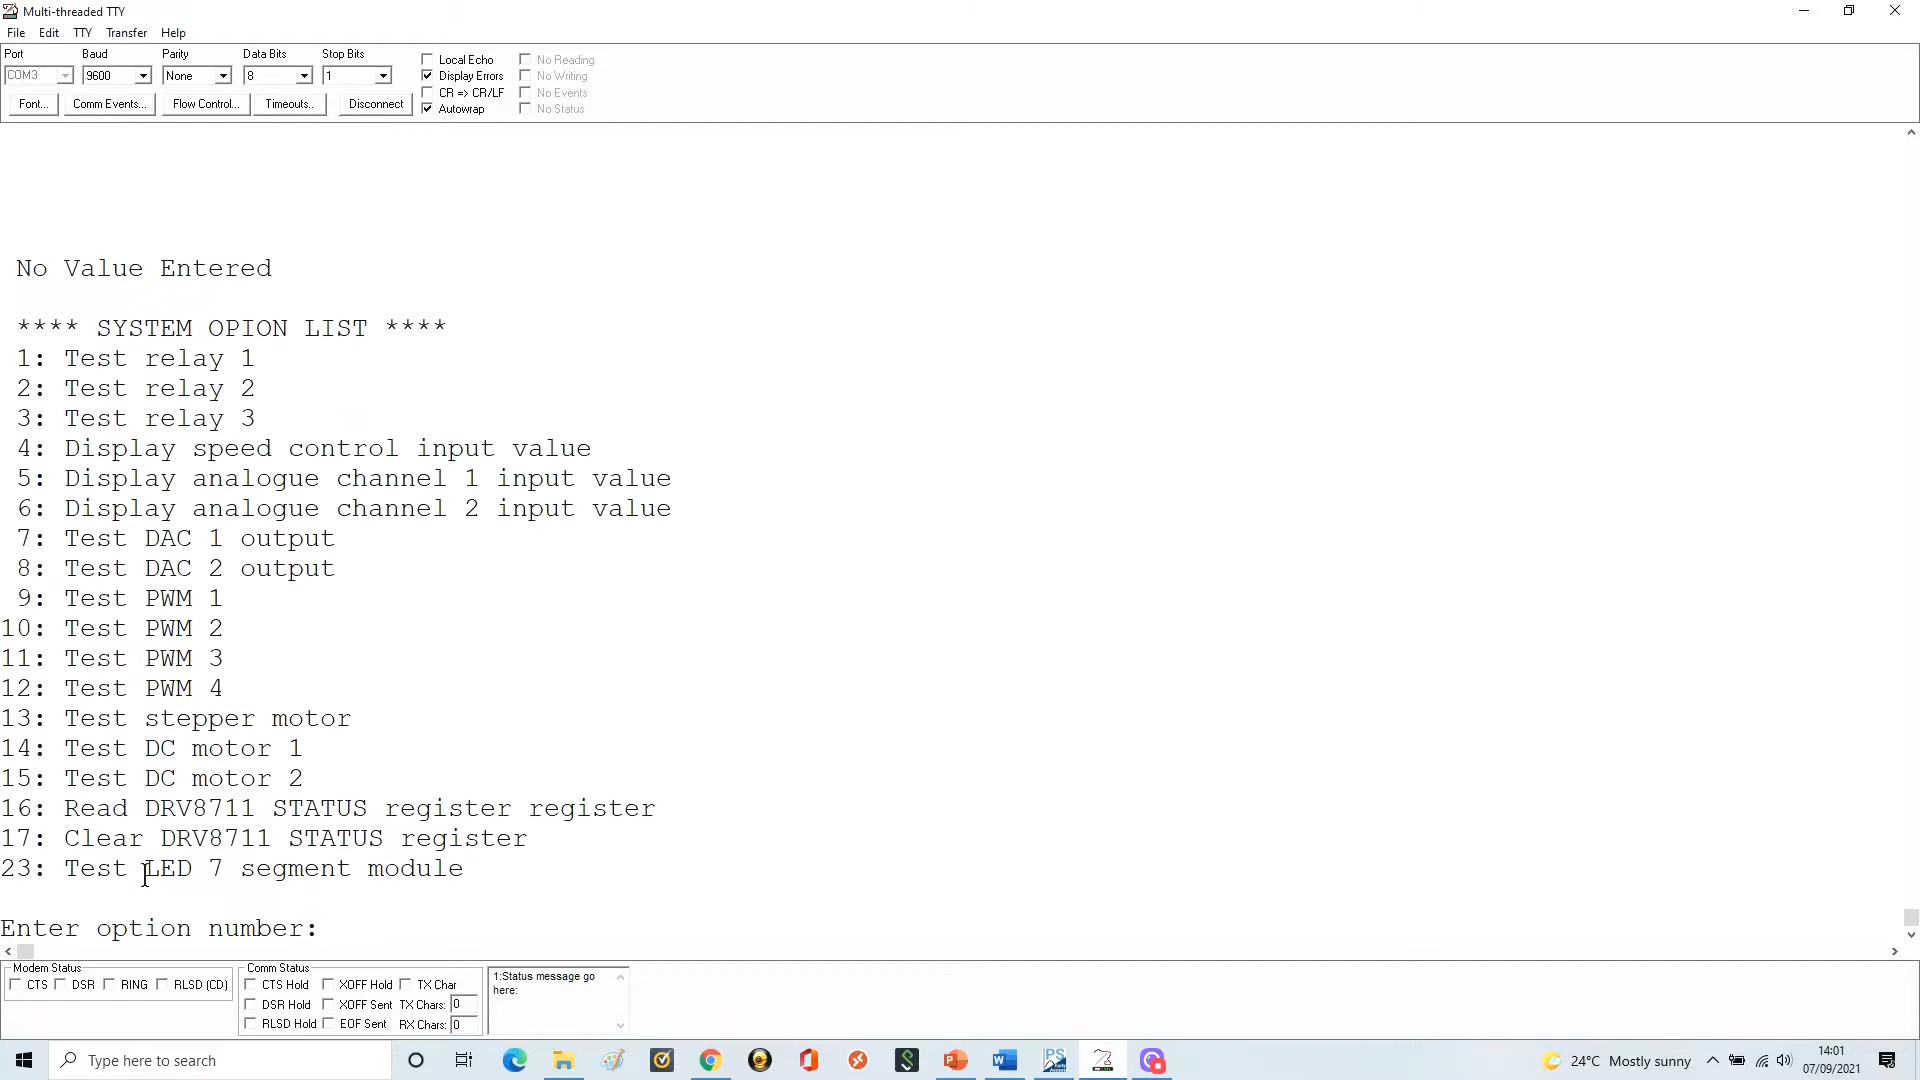 Multi-threaded TTY
File Edit TTY Transfer Help
Port Baud Parity Data Bits Stop Bits
COM3 9600 None 8 1
Font... Comm Events... Flow Control... Timeouts.. Disconnect
Local Echo No Reading
Display Errors No Writing
CR => CR/LF No Events
Autowrap No Status
No Value Entered
**** SYSTEM OPION LIST ****
1: Test relay 1
2: Test relay 2
3: Test relay 3
4: Display speed control input value
5: Display analogue channel 1 input value
6: Display analogue channel 2 input value
7: Test DAC 1 output
8: Test DAC 2 output
9: Test PWM 1
10: Test PWM 2
11: Test PWM 3
12: Test PWM 4
13: Test stepper motor
14: Test DC motor 1
15: Test DC motor 2
16: Read DRV8711 STATUS register register
17: Clear DRV8711 STATUS register
23: Test LED 7 segment module
Enter option number:
Modem Status
CTS DSR RING RLSD (CD)
Comm Status
CTS Hold XOFF Hold TX Char
DSR Hold XOFF Sent TX Chars: 0
RLSD Hold EOF Sent RX Chars: 0
1:Status message go
here:
Type here to search
24°C Mostly sunny
14:01
07/09/2021